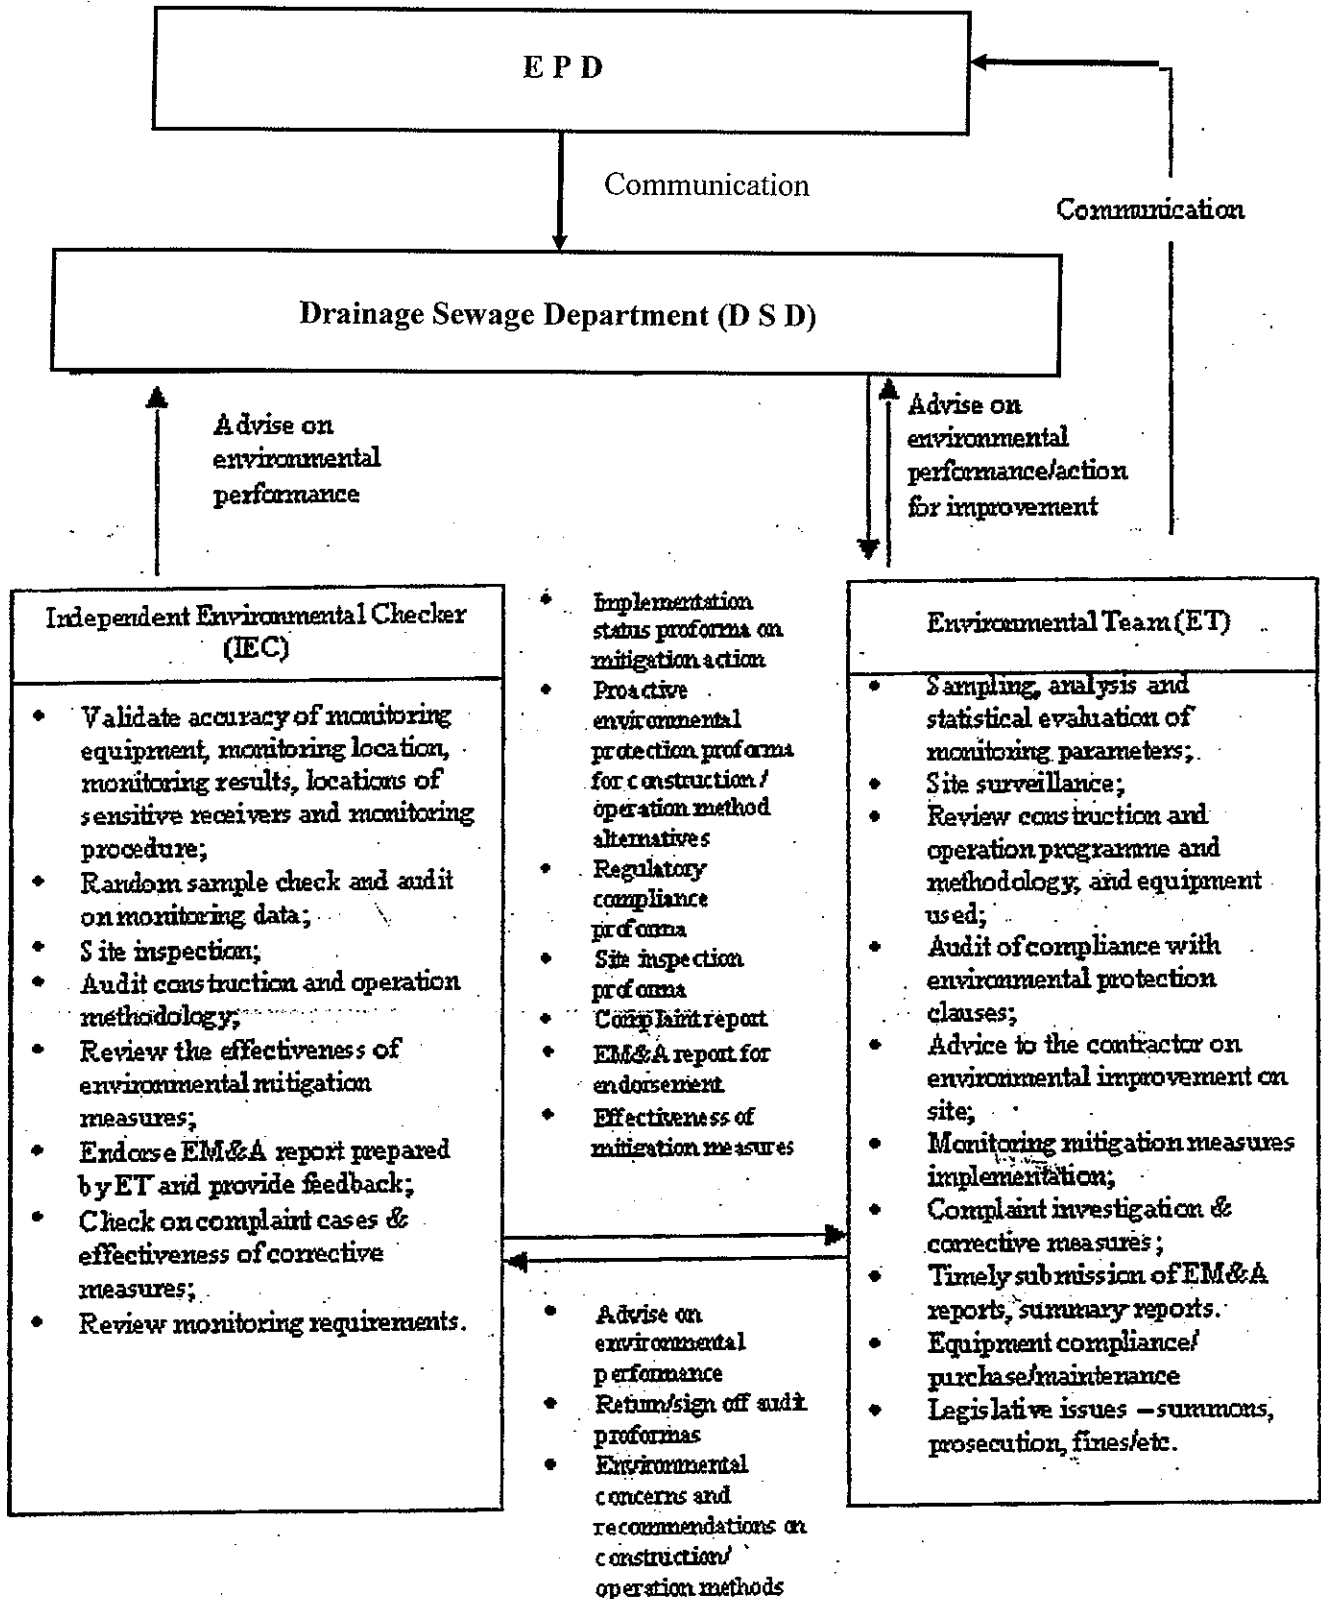 E P D
Communication
Communication
Drainage Sewage Department (D S D)
Advise on
environmental
performance
Advise on
environmental
performance/action
for improvement
Independent Environmental Checker
(IEC)
• Validate accuracy of monitoring
equipment, monitoring location,
monitoring results, locations of
sensitive receivers and monitoring
procedure;
• Random sample check and audit
on monitoring data;
• Site inspection;
• Audit construction and operation
methodology;
• Review the effectiveness of
environmental mitigation
measures;
• Endorse EM&A report prepared
by ET and provide feedback;
• Check on complaint cases &
effectiveness of corrective
measures;
• Review monitoring requirements.
• Implementation
status proforma on
mitigation action
• Proactive
environmental
protection proforma
for construction/
operation method
alternatives
• Regulatory
compliance
proforma
• Site inspection
proforma
• Complaint report
• EM&A report for
endorsement
• Effectiveness of
mitigation measures
• Advise on
environmental
performance
• Return/sign off audit
proformas
• Environmental
concerns and
recommendations on
construction/
operation methods
Environmental Team (ET)
• Sampling, analysis and
statistical evaluation of
monitoring parameters;
• Site surveillance;
• Review construction and
operation programme and
methodology, and equipment
used;
• Audit of compliance with
environmental protection
clauses;
• Advice to the contractor on
environmental improvement on
site;
• Monitoring mitigation measures
implementation;
• Complaint investigation &
corrective measures;
• Timely submission of EM&A
reports, summary reports.
• Equipment compliance/
purchase/maintenance
• Legislative issues – summons,
prosecution, fines/etc.